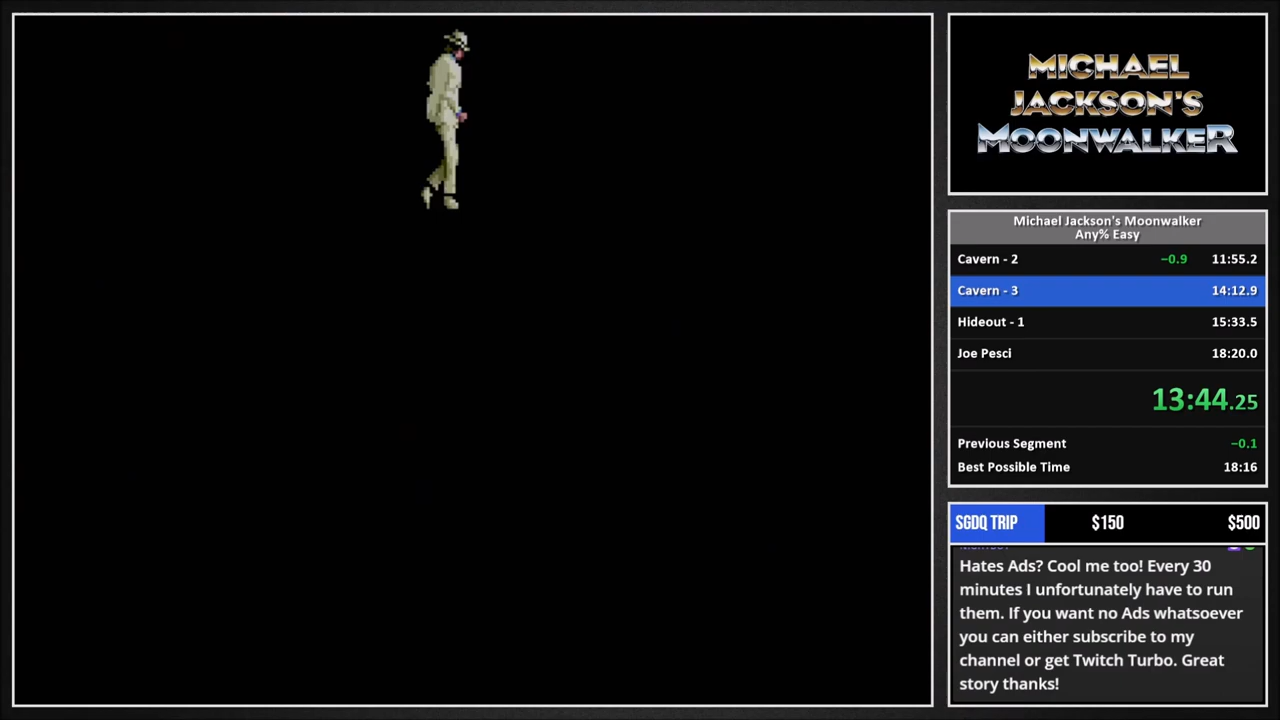 MICHAEL
JACKSON'S
MOONWALKER
Michael Jackson's Moonwalker
Any% Easy
Cavern - 2 −0.9 11:55.2
Cavern - 3 14:12.9
Hideout - 1 15:33.5
Joe Pesci 18:20.0
13:44.25
Previous Segment −0.1
Best Possible Time 18:16
SGDQ TRIP $150 $500
Hates Ads? Cool me too! Every 30
minutes I unfortunately have to run
them. If you want no Ads whatsoever
you can either subscribe to my
channel or get Twitch Turbo. Great
story thanks!